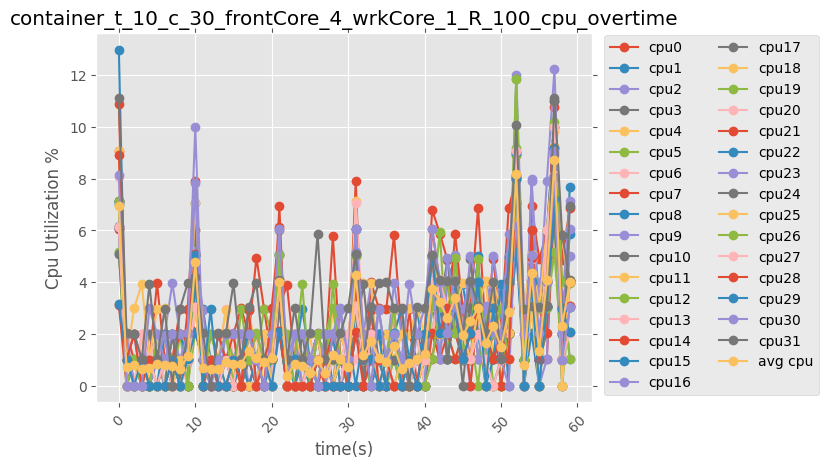 container_t_10_c_30_frontCore_4_wrkCore_1_R_100_cpu_overtime
Cpu Utilization %
12
10
8
6
4
2
0
0
10
20
30
40
50
60
time(s)
cpu0
cpu1
cpu2
cpu3
cpu4
cpu5
cpu6
cpu7
cpu8
cpu9
cpu10
cpu11
cpu12
cpu13
cpu14
cpu15
cpu16
cpu17
cpu18
cpu19
cpu20
cpu21
cpu22
cpu23
cpu24
cpu25
cpu26
cpu27
cpu28
cpu29
cpu30
cpu31
avg cpu